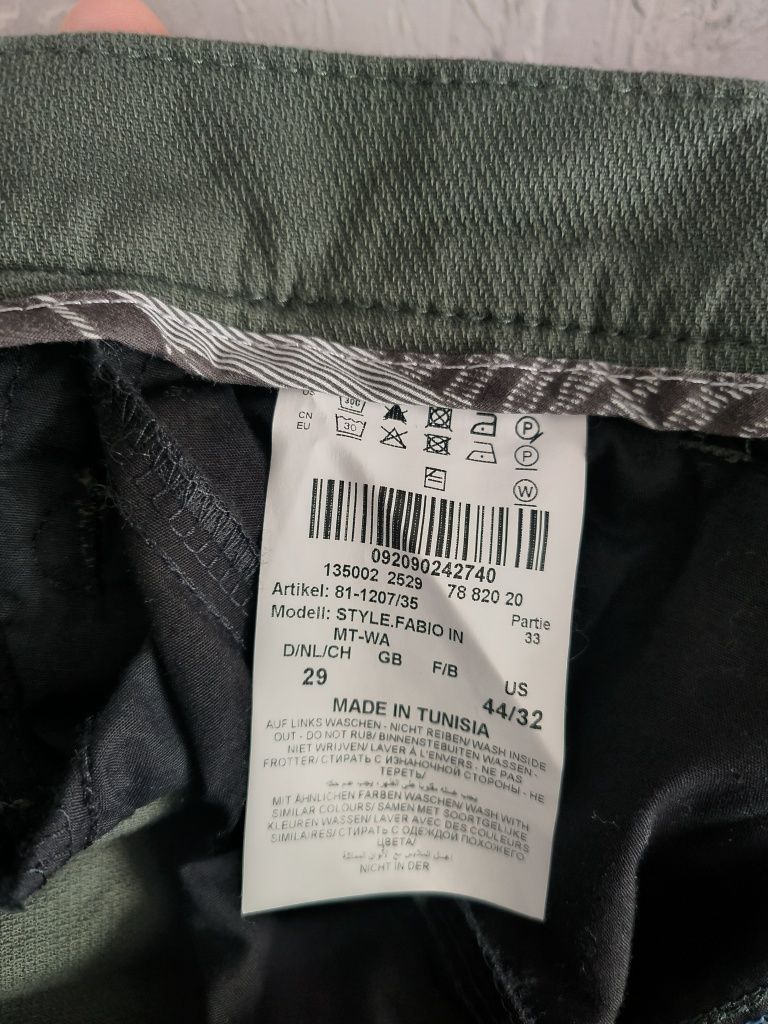 US
CN
EU
30
P
P
W
092090242740
135002 2529 78 820 20
Artikel: 81-1207/35 Partie
Modell: STYLE.FABIO IN 33
MT-WA
D/NL/CH GB F/B US
29 44/32
MADE IN TUNISIA
AUF LINKS WASCHEN - NICHT REIBEN/ WASH INSIDE
OUT - DO NOT RUB/ BINNENSTEBUITEN WASSEN -
NIET WRIJVEN/ LAVER À L'ENVERS - NE PAS
FROTTER/ СТИРАТЬ С ИЗНАНОЧНОЙ СТОРОНЫ - НЕ
ТЕРЕТЬ/
MIT ÄHNLICHEN FARBEN WASCHEN/ WASH WITH
SIMILAR COLOURS/ SAMEN MET SOORTGELIJKE
KLEUREN WASSEN/ LAVER AVEC DES COULEURS
SIMILAIRES/ СТИРАТЬ С ОДЕЖДОЙ ПОХОЖЕГО
ЦВЕТА/
NICHT IN DER